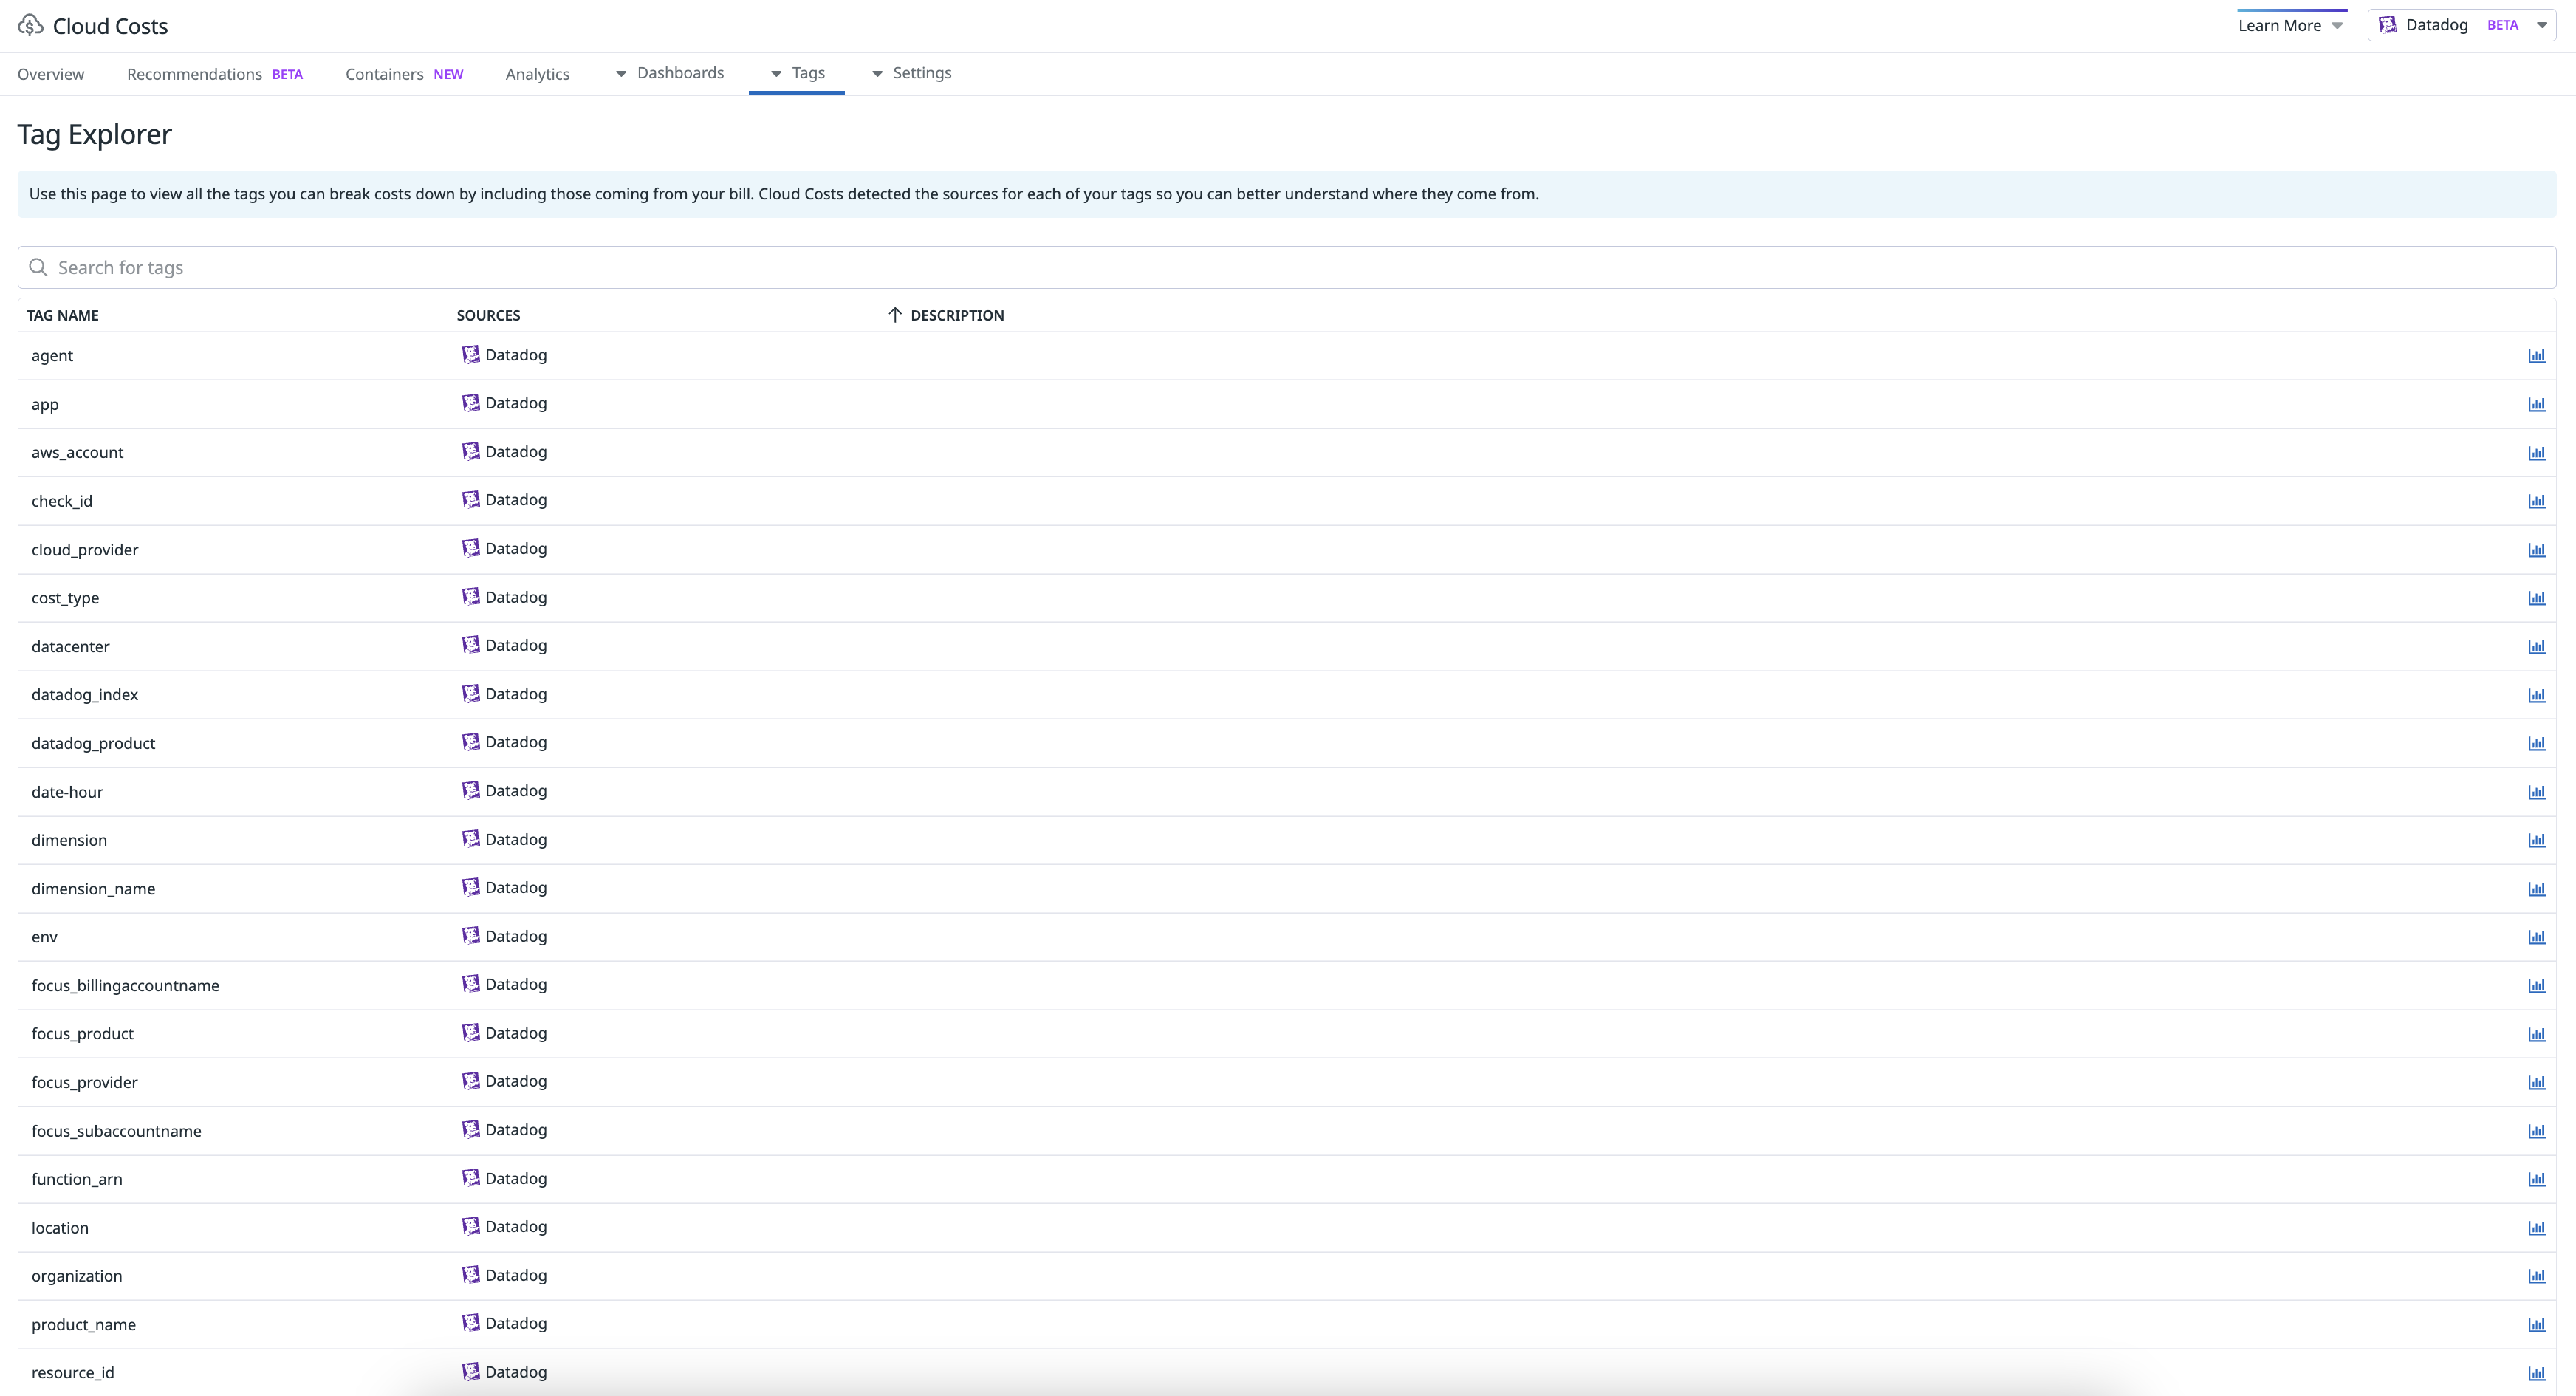 Cloud Costs
Learn More
Datadog BETA
Overview Recommendations BETA Containers NEW Analytics Dashboards Tags Settings
Tag Explorer
Use this page to view all the tags you can break costs down by including those coming from your bill. Cloud Costs detected the sources for each of your tags so you can better understand where they come from.
Search for tags
TAG NAME SOURCES DESCRIPTION
agent Datadog
app Datadog
aws_account Datadog
check_id Datadog
cloud_provider Datadog
cost_type Datadog
datacenter Datadog
datadog_index Datadog
datadog_product Datadog
date-hour Datadog
dimension Datadog
dimension_name Datadog
env Datadog
focus_billingaccountname Datadog
focus_product Datadog
focus_provider Datadog
focus_subaccountname Datadog
function_arn Datadog
location Datadog
organization Datadog
product_name Datadog
resource_id Datadog